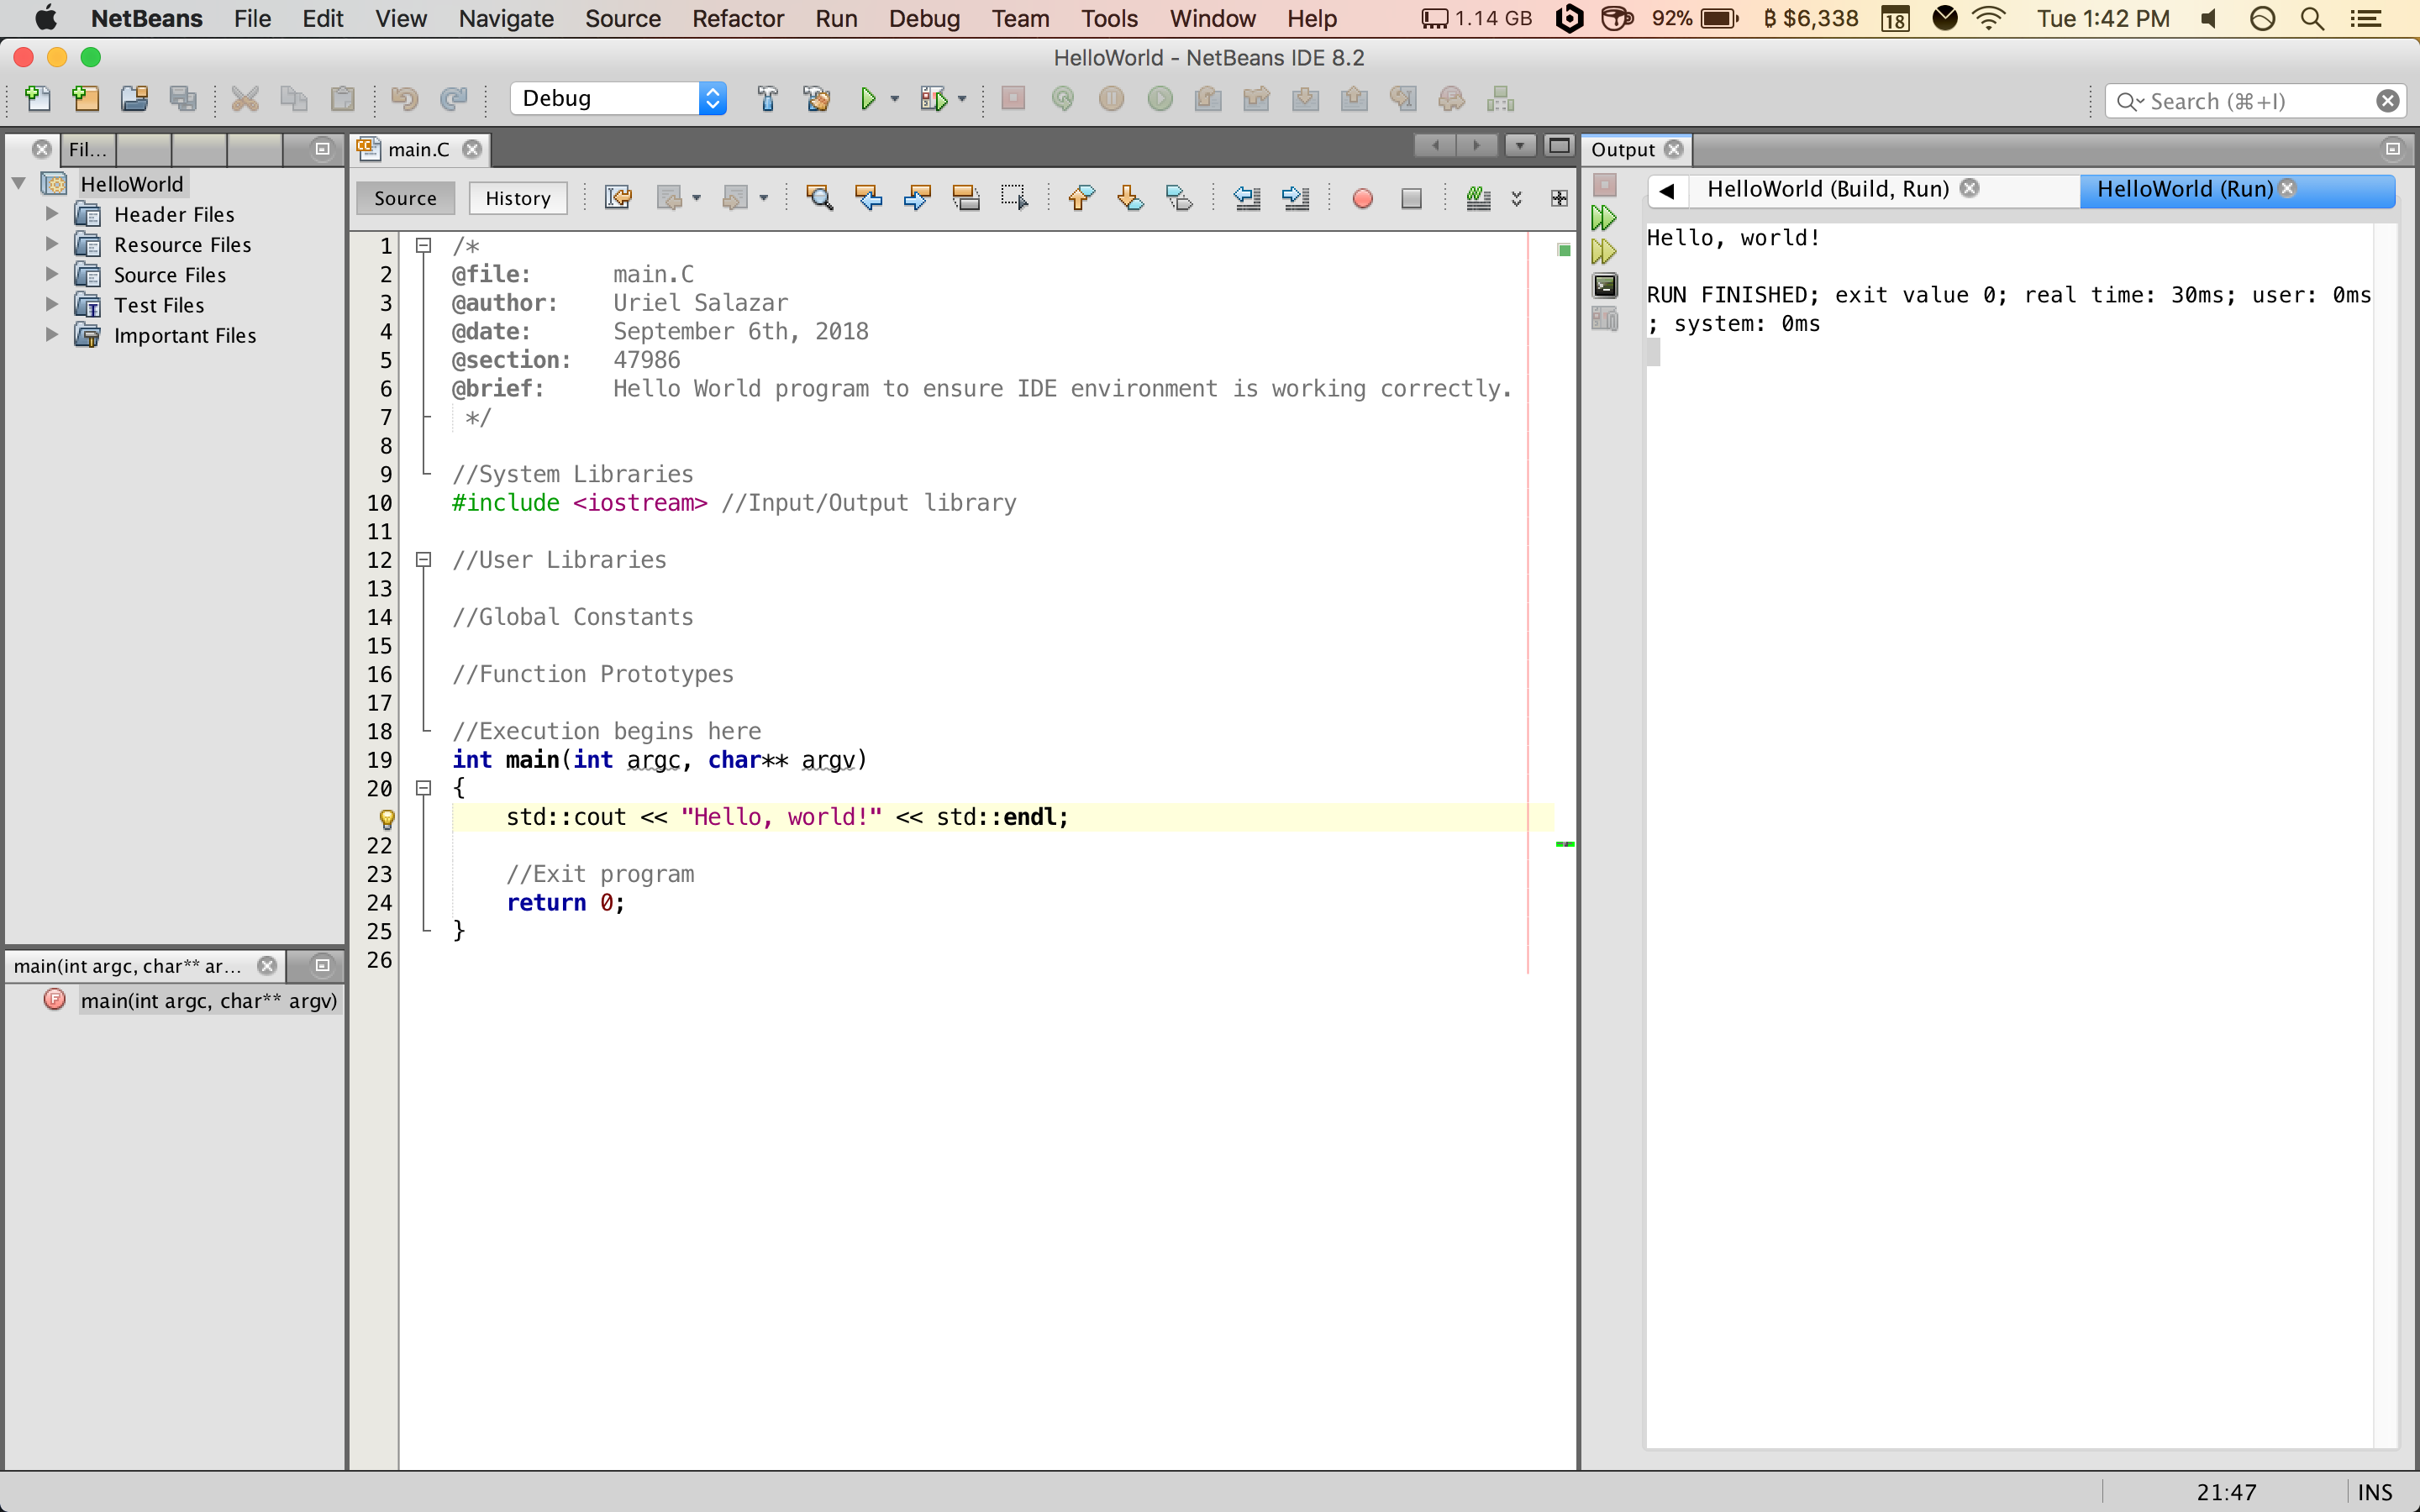 NetBeans File Edit View Navigate Source Refactor Run Debug Team Tools Window Help 1.14 GB 92% ₿ $6,338 18 Tue 1:42 PM
HelloWorld - NetBeans IDE 8.2
Debug
Search (⌘+I)
Fil...
HelloWorld
Header Files
Resource Files
Source Files
Test Files
Important Files
main(int argc, char** ar...
main(int argc, char** argv)
main.C
Source History
1 /*
2 @file: main.C
3 @author: Uriel Salazar
4 @date: September 6th, 2018
5 @section: 47986
6 @brief: Hello World program to ensure IDE environment is working correctly.
7 */
8
9 //System Libraries
10 #include <iostream> //Input/Output library
11
12 //User Libraries
13
14 //Global Constants
15
16 //Function Prototypes
17
18 //Execution begins here
19 int main(int argc, char** argv)
20 {
std::cout << "Hello, world!" << std::endl;
22
23 //Exit program
24 return 0;
25 }
26
Output
HelloWorld (Build, Run) HelloWorld (Run)
Hello, world!
RUN FINISHED; exit value 0; real time: 30ms; user: 0ms
; system: 0ms
21:47 INS